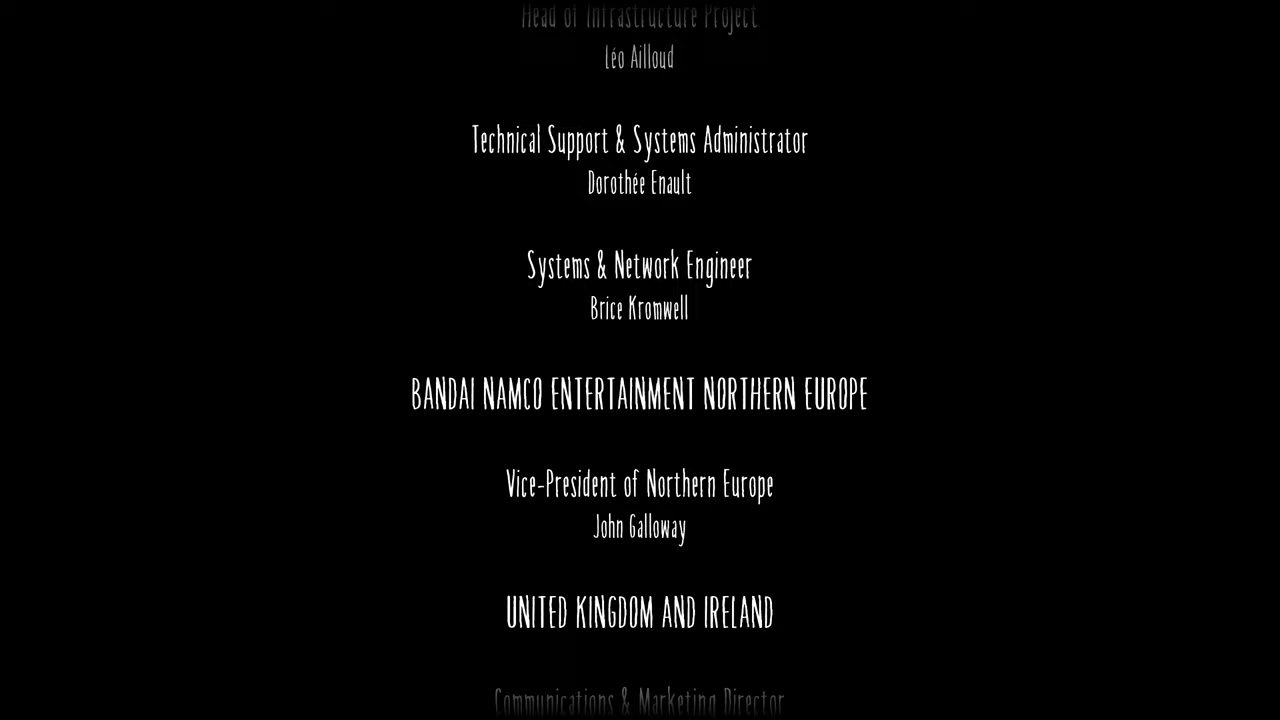 Head of Infrastructure Project
Léo Ailloud
Technical Support & Systems Administrator
Dorothée Enault
Systems & Network Engineer
Brice Kromwell
BANDAI NAMCO ENTERTAINMENT NORTHERN EUROPE
Vice-President of Northern Europe
John Galloway
UNITED KINGDOM AND IRELAND
Communications & Marketing Director